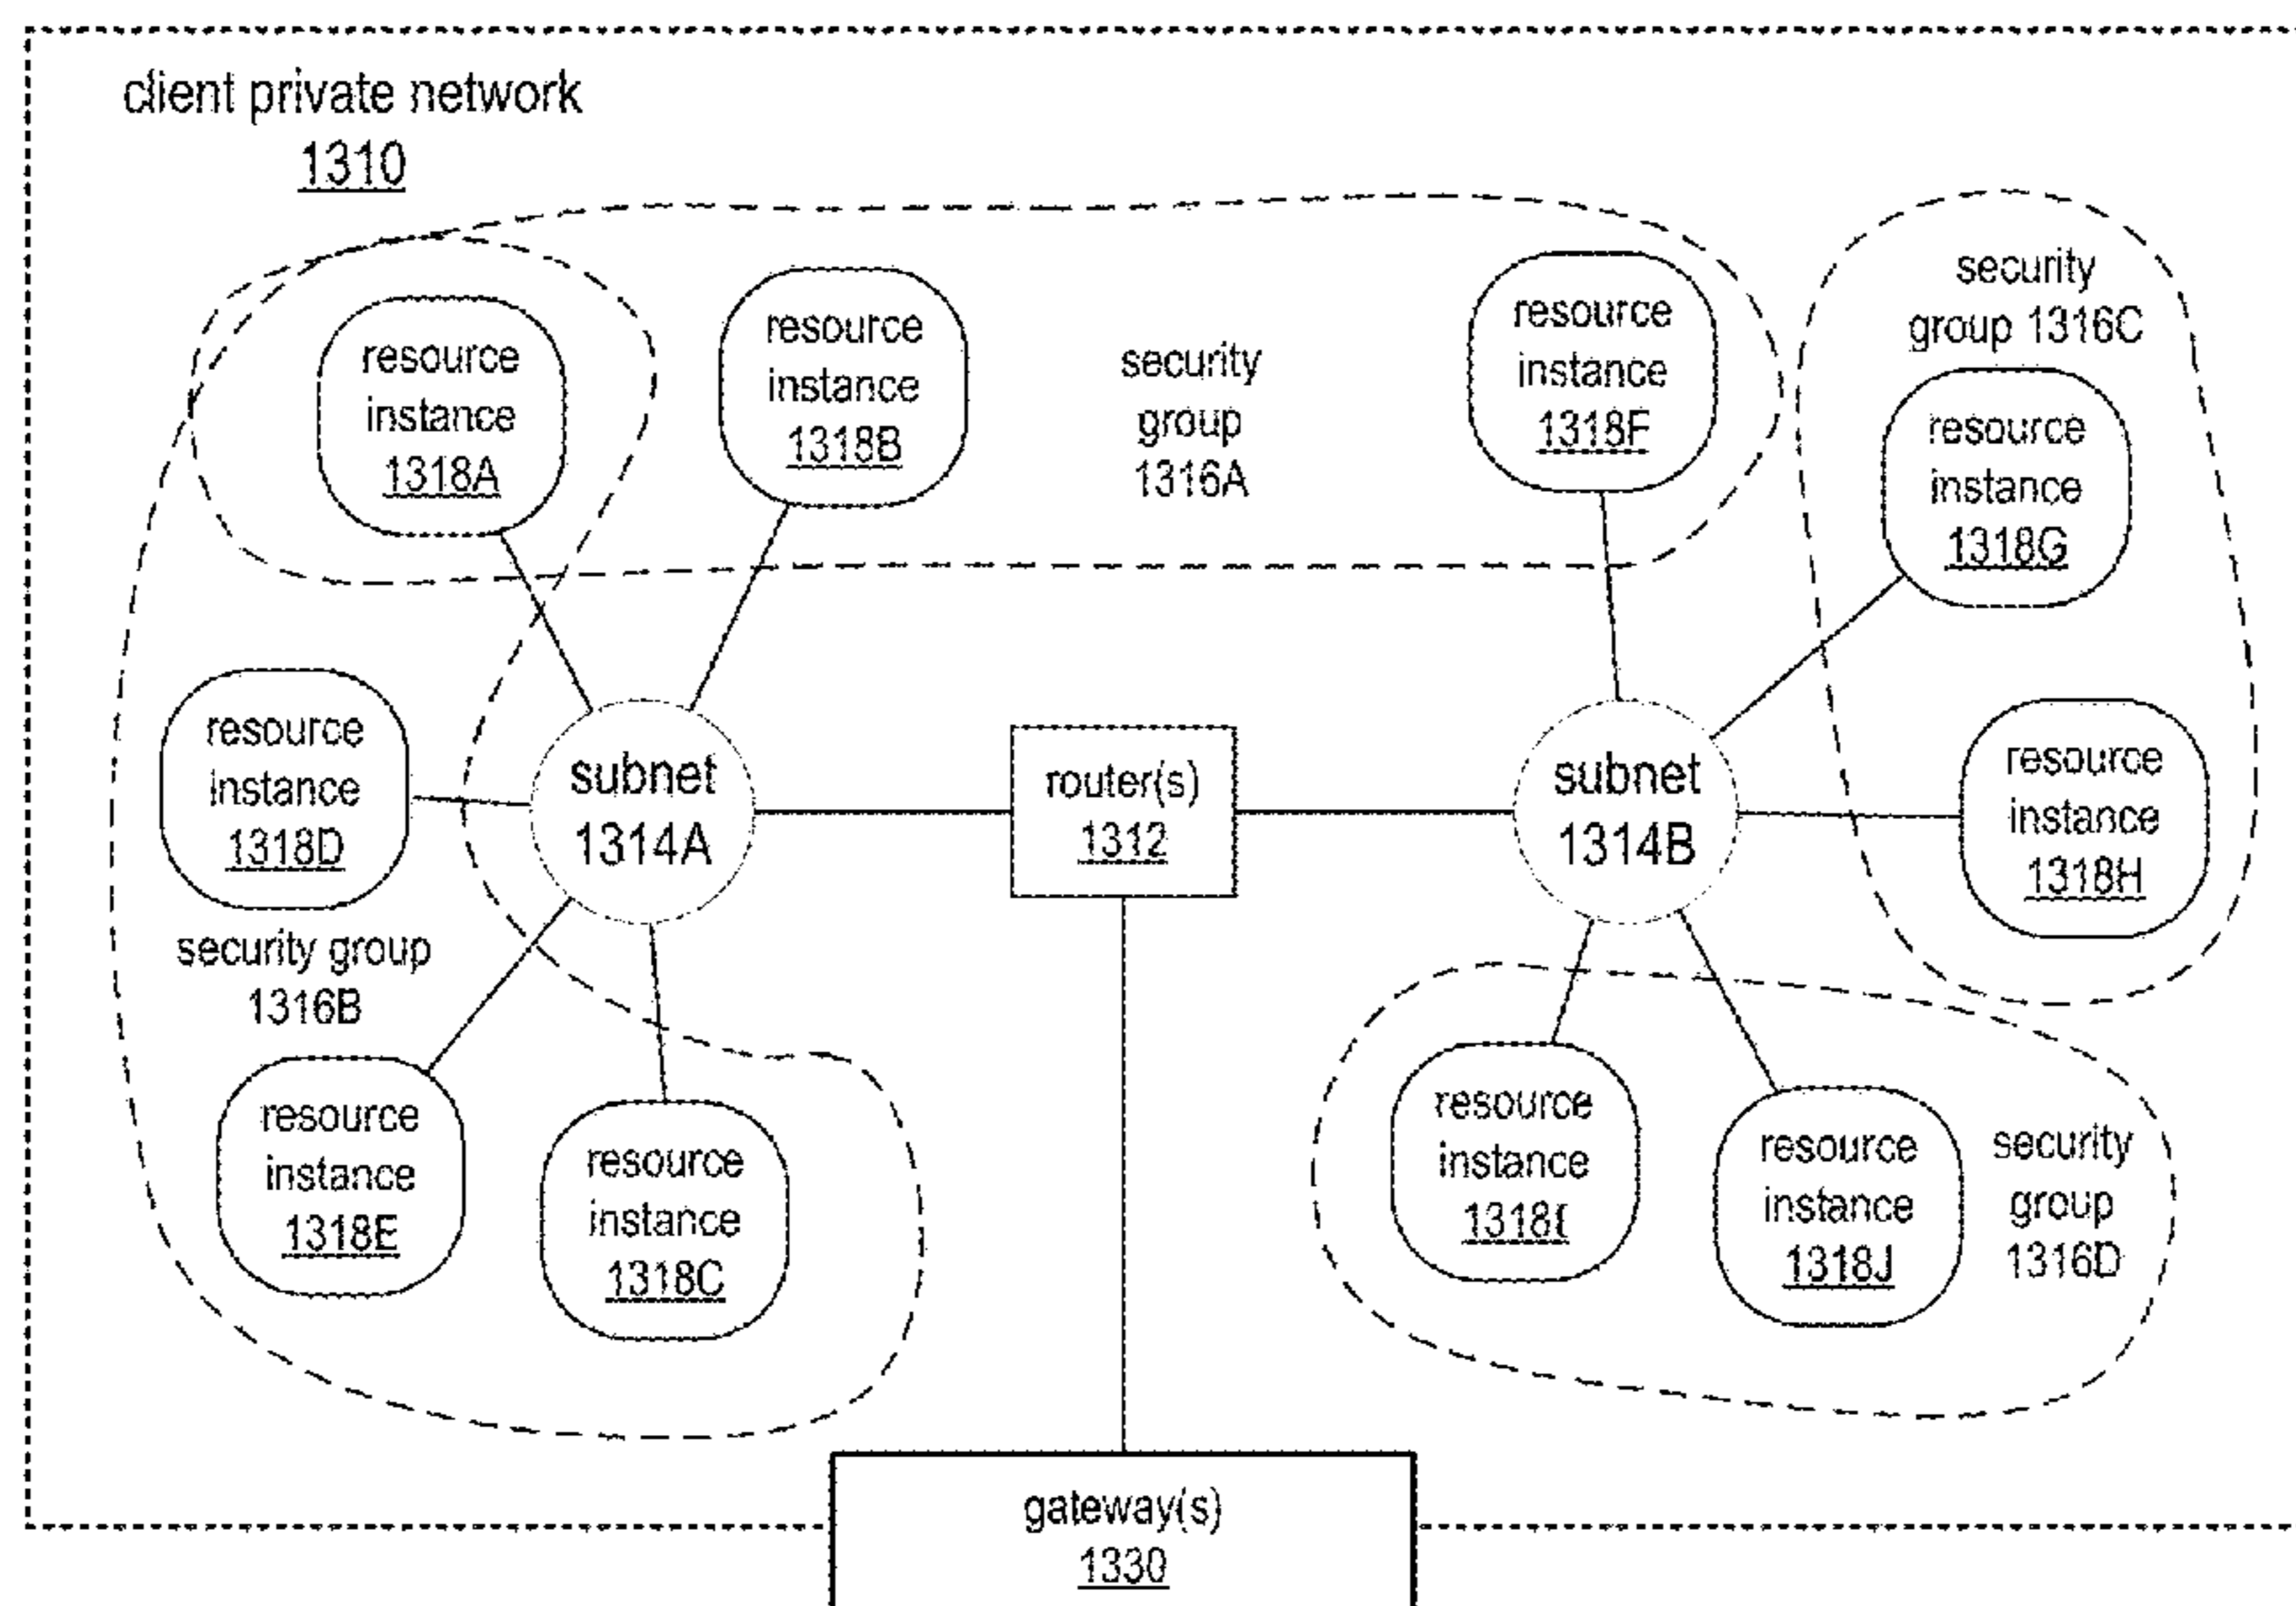 client private network
1310
resource
instance
1318A
resource
instance
1318B
security
group
1316A
resource
instance
1318F
security
group 1316C
resource
instance
1318G
resource
instance
1318D
subnet
1314A
router(s)
1312
subnet
1314B
resource
instance
1318H
security group
1316B
resource
instance
1318E
resource
instance
1318C
resource
instance
1318I
resource
instance
1318J
security
group
1316D
gateway(s)
1330